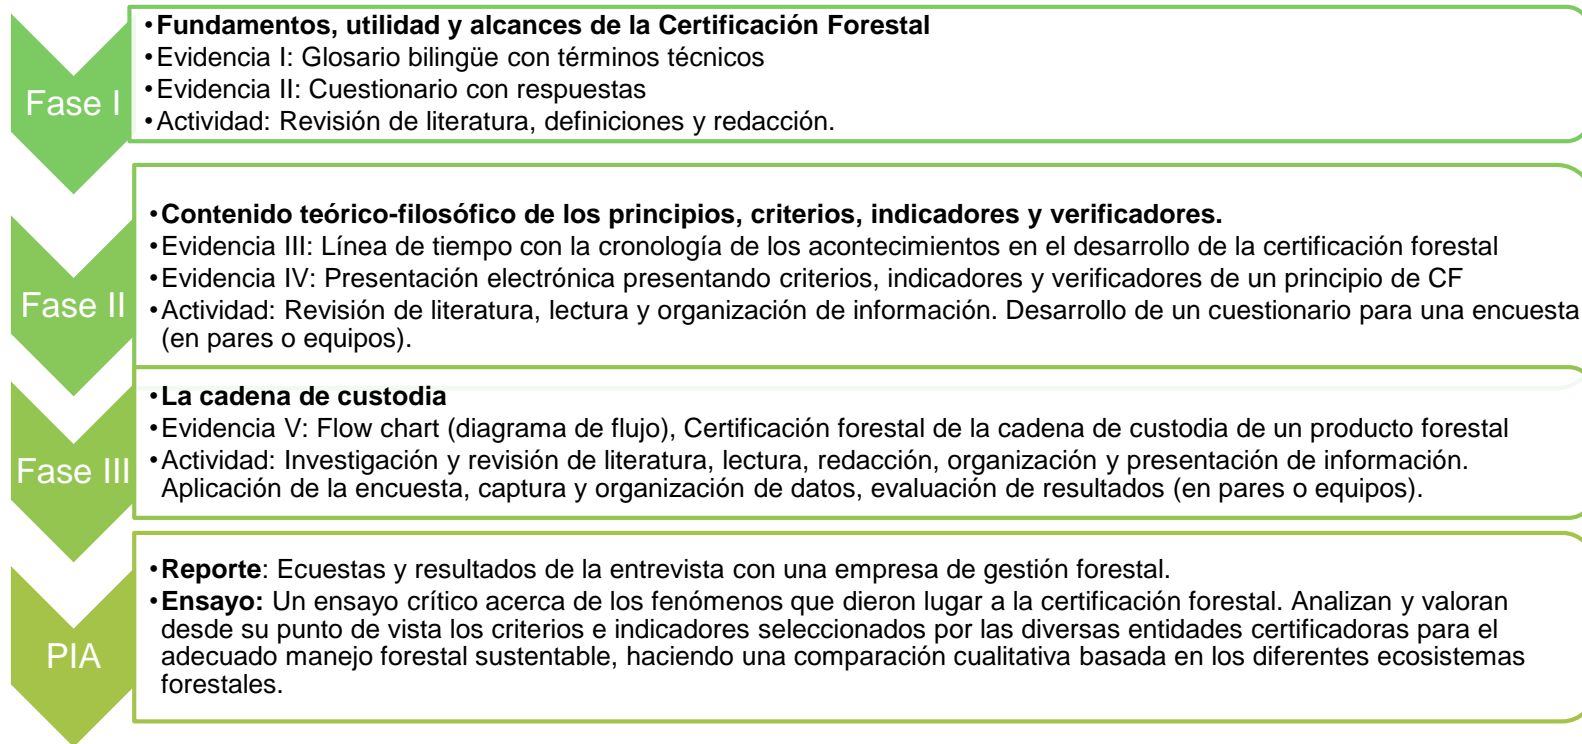 Fase I
•Fundamentos, utilidad y alcances de la Certificación Forestal
•Evidencia I: Glosario bilingüe con términos técnicos
•Evidencia II: Cuestionario con respuestas
•Actividad: Revisión de literatura, definiciones y redacción.
Fase II
•Contenido teórico-filosófico de los principios, criterios, indicadores y verificadores.
•Evidencia III: Línea de tiempo con la cronología de los acontecimientos en el desarrollo de la certificación forestal
•Evidencia IV: Presentación electrónica presentando criterios, indicadores y verificadores de un principio de CF
•Actividad: Revisión de literatura, lectura y organización de información. Desarrollo de un cuestionario para una encuesta
(en pares o equipos).
Fase III
•La cadena de custodia
•Evidencia V: Flow chart (diagrama de flujo), Certificación forestal de la cadena de custodia de un producto forestal
•Actividad: Investigación y revisión de literatura, lectura, redacción, organización y presentación de información.
Aplicación de la encuesta, captura y organización de datos, evaluación de resultados (en pares o equipos).
PIA
•Reporte: Ecuestas y resultados de la entrevista con una empresa de gestión forestal.
•Ensayo: Un ensayo crítico acerca de los fenómenos que dieron lugar a la certificación forestal. Analizan y valoran
desde su punto de vista los criterios e indicadores seleccionados por las diversas entidades certificadoras para el
adecuado manejo forestal sustentable, haciendo una comparación cualitativa basada en los diferentes ecosistemas
forestales.